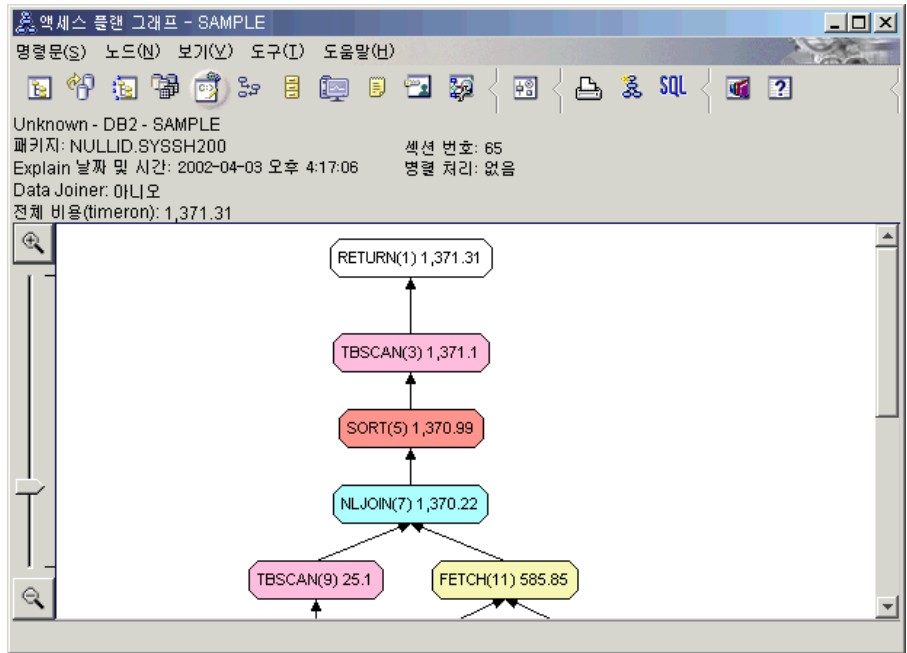 액세스 플랜 그래프 - SAMPLE
명령문(S) 노드(N) 보기(V) 도구(T) 도움말(H)
SQL ?
Unknown - DB2 - SAMPLE
패키지: NULLID.SYSSH200 섹션 번호: 65
Explain 날짜 및 시간: 2002-04-03 오후 4:17:06 병렬 처리: 없음
Data Joiner: 아니오
전체 비용(timeron): 1,371.31
RETURN(1) 1,371.31
TBSCAN(3) 1,371.1
SORT(5) 1,370.99
NLJOIN(7) 1,370.22
TBSCAN(9) 25.1 FETCH(11) 585.85